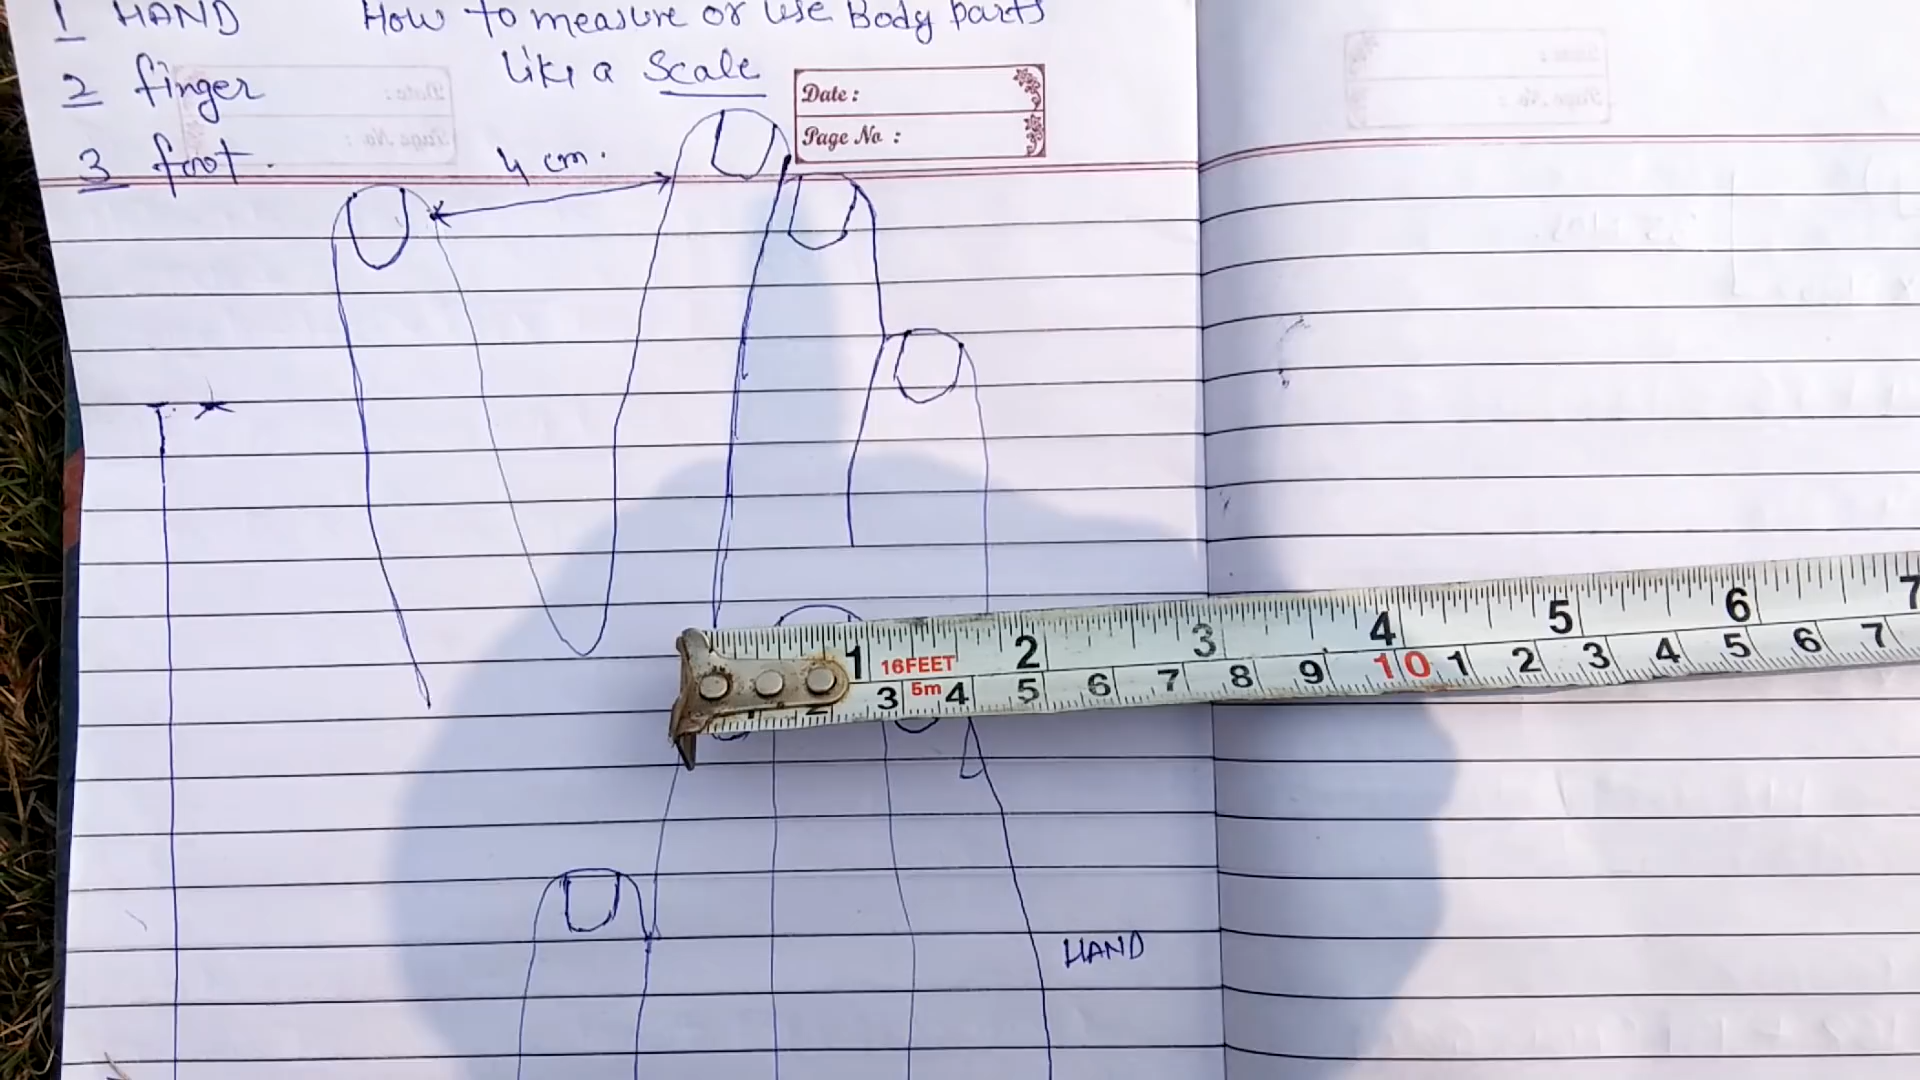 1 HAND How to measure or use Body parts
2 finger Like a Scale
Date :
3 foot. 4 cm. Page No :
1 2 3 4 5 6 7
16FEET
5m
1 2 3 4 5 6 7 8 9 10 1 2 3 4 5 6 7
HAND